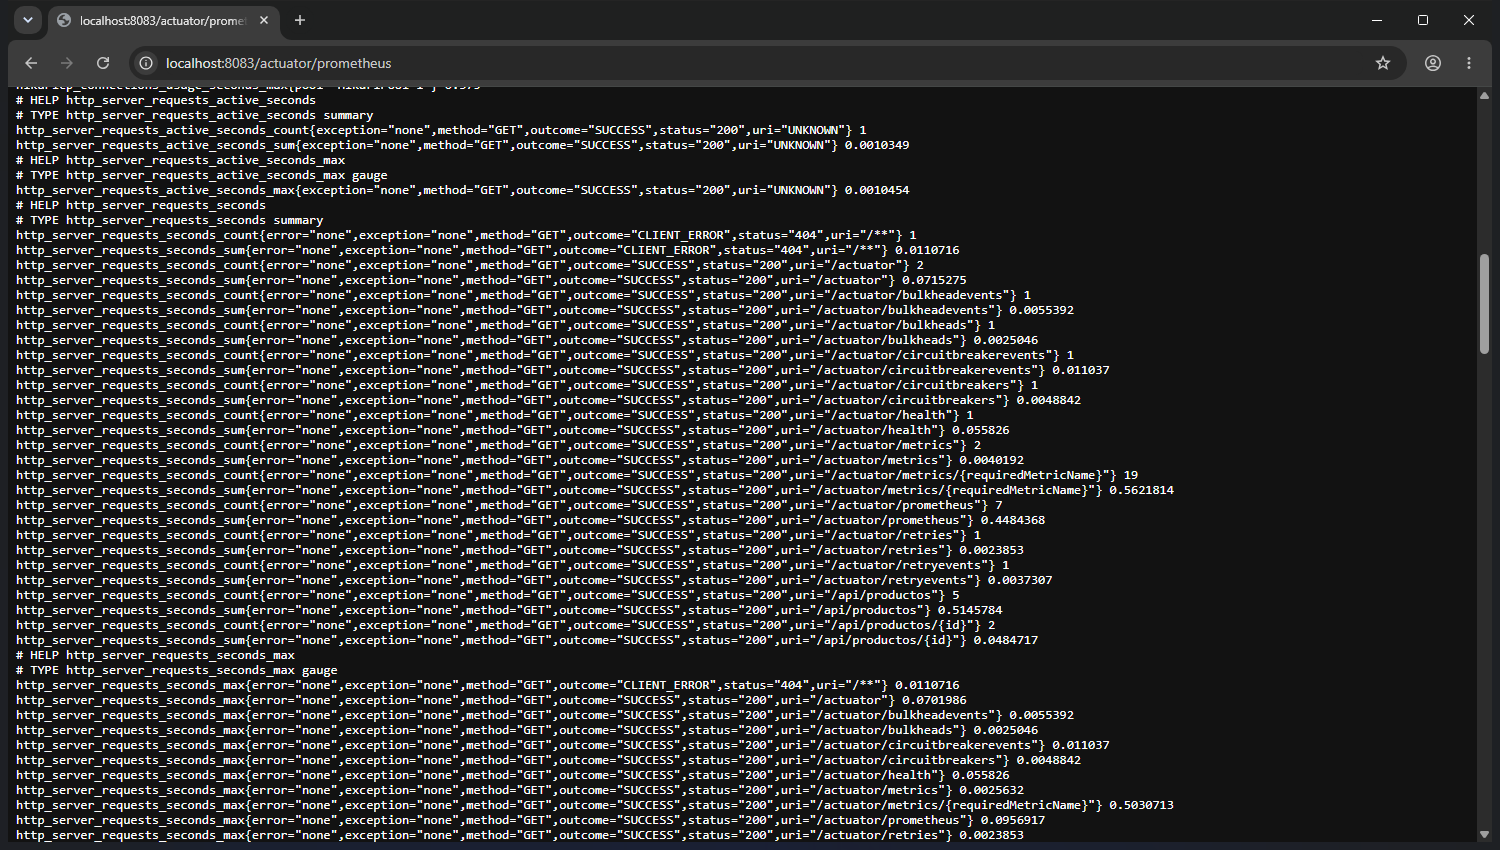 localhost:8083/actuator/prome
localhost:8083/actuator/prometheus
# HELP http_server_requests_active_seconds
# TYPE http_server_requests_active_seconds summary
http_server_requests_active_seconds_count{exception="none",method="GET",outcome="SUCCESS",status="200",uri="UNKNOWN"} 1
http_server_requests_active_seconds_sum{exception="none",method="GET",outcome="SUCCESS",status="200",uri="UNKNOWN"} 0.0010349
# HELP http_server_requests_active_seconds_max
# TYPE http_server_requests_active_seconds_max gauge
http_server_requests_active_seconds_max{exception="none",method="GET",outcome="SUCCESS",status="200",uri="UNKNOWN"} 0.0010454
# HELP http_server_requests_seconds
# TYPE http_server_requests_seconds summary
http_server_requests_seconds_count{error="none",exception="none",method="GET",outcome="CLIENT_ERROR",status="404",uri="/**"} 1
http_server_requests_seconds_sum{error="none",exception="none",method="GET",outcome="CLIENT_ERROR",status="404",uri="/**"} 0.0110716
http_server_requests_seconds_count{error="none",exception="none",method="GET",outcome="SUCCESS",status="200",uri="/actuator"} 2
http_server_requests_seconds_sum{error="none",exception="none",method="GET",outcome="SUCCESS",status="200",uri="/actuator"} 0.0715275
http_server_requests_seconds_count{error="none",exception="none",method="GET",outcome="SUCCESS",status="200",uri="/actuator/bulkheadevents"} 1
http_server_requests_seconds_sum{error="none",exception="none",method="GET",outcome="SUCCESS",status="200",uri="/actuator/bulkheadevents"} 0.0055392
http_server_requests_seconds_count{error="none",exception="none",method="GET",outcome="SUCCESS",status="200",uri="/actuator/bulkheads"} 1
http_server_requests_seconds_sum{error="none",exception="none",method="GET",outcome="SUCCESS",status="200",uri="/actuator/bulkheads"} 0.0025046
http_server_requests_seconds_count{error="none",exception="none",method="GET",outcome="SUCCESS",status="200",uri="/actuator/circuitbreakerevents"} 1
http_server_requests_seconds_sum{error="none",exception="none",method="GET",outcome="SUCCESS",status="200",uri="/actuator/circuitbreakerevents"} 0.011037
http_server_requests_seconds_count{error="none",exception="none",method="GET",outcome="SUCCESS",status="200",uri="/actuator/circuitbreakers"} 1
http_server_requests_seconds_sum{error="none",exception="none",method="GET",outcome="SUCCESS",status="200",uri="/actuator/circuitbreakers"} 0.0048842
http_server_requests_seconds_count{error="none",exception="none",method="GET",outcome="SUCCESS",status="200",uri="/actuator/health"} 1
http_server_requests_seconds_sum{error="none",exception="none",method="GET",outcome="SUCCESS",status="200",uri="/actuator/health"} 0.055826
http_server_requests_seconds_count{error="none",exception="none",method="GET",outcome="SUCCESS",status="200",uri="/actuator/metrics"} 2
http_server_requests_seconds_sum{error="none",exception="none",method="GET",outcome="SUCCESS",status="200",uri="/actuator/metrics"} 0.0040192
http_server_requests_seconds_count{error="none",exception="none",method="GET",outcome="SUCCESS",status="200",uri="/actuator/metrics/{requiredMetricName}"} 19
http_server_requests_seconds_sum{error="none",exception="none",method="GET",outcome="SUCCESS",status="200",uri="/actuator/metrics/{requiredMetricName}"} 0.5621814
http_server_requests_seconds_count{error="none",exception="none",method="GET",outcome="SUCCESS",status="200",uri="/actuator/prometheus"} 7
http_server_requests_seconds_sum{error="none",exception="none",method="GET",outcome="SUCCESS",status="200",uri="/actuator/prometheus"} 0.4484368
http_server_requests_seconds_count{error="none",exception="none",method="GET",outcome="SUCCESS",status="200",uri="/actuator/retries"} 1
http_server_requests_seconds_sum{error="none",exception="none",method="GET",outcome="SUCCESS",status="200",uri="/actuator/retries"} 0.0023853
http_server_requests_seconds_count{error="none",exception="none",method="GET",outcome="SUCCESS",status="200",uri="/actuator/retryevents"} 1
http_server_requests_seconds_sum{error="none",exception="none",method="GET",outcome="SUCCESS",status="200",uri="/actuator/retryevents"} 0.0037307
http_server_requests_seconds_count{error="none",exception="none",method="GET",outcome="SUCCESS",status="200",uri="/api/productos"} 5
http_server_requests_seconds_sum{error="none",exception="none",method="GET",outcome="SUCCESS",status="200",uri="/api/productos"} 0.5145784
http_server_requests_seconds_count{error="none",exception="none",method="GET",outcome="SUCCESS",status="200",uri="/api/productos/{id}"} 2
http_server_requests_seconds_sum{error="none",exception="none",method="GET",outcome="SUCCESS",status="200",uri="/api/productos/{id}"} 0.0484717
# HELP http_server_requests_seconds_max
# TYPE http_server_requests_seconds_max gauge
http_server_requests_seconds_max{error="none",exception="none",method="GET",outcome="CLIENT_ERROR",status="404",uri="/**"} 0.0110716
http_server_requests_seconds_max{error="none",exception="none",method="GET",outcome="SUCCESS",status="200",uri="/actuator"} 0.0701986
http_server_requests_seconds_max{error="none",exception="none",method="GET",outcome="SUCCESS",status="200",uri="/actuator/bulkheadevents"} 0.0055392
http_server_requests_seconds_max{error="none",exception="none",method="GET",outcome="SUCCESS",status="200",uri="/actuator/bulkheads"} 0.0025046
http_server_requests_seconds_max{error="none",exception="none",method="GET",outcome="SUCCESS",status="200",uri="/actuator/circuitbreakerevents"} 0.011037
http_server_requests_seconds_max{error="none",exception="none",method="GET",outcome="SUCCESS",status="200",uri="/actuator/circuitbreakers"} 0.0048842
http_server_requests_seconds_max{error="none",exception="none",method="GET",outcome="SUCCESS",status="200",uri="/actuator/health"} 0.055826
http_server_requests_seconds_max{error="none",exception="none",method="GET",outcome="SUCCESS",status="200",uri="/actuator/metrics"} 0.0025632
http_server_requests_seconds_max{error="none",exception="none",method="GET",outcome="SUCCESS",status="200",uri="/actuator/metrics/{requiredMetricName}"} 0.5030713
http_server_requests_seconds_max{error="none",exception="none",method="GET",outcome="SUCCESS",status="200",uri="/actuator/prometheus"} 0.0956917
http_server_requests_seconds_max{error="none",exception="none",method="GET",outcome="SUCCESS",status="200",uri="/actuator/retries"} 0.0023853